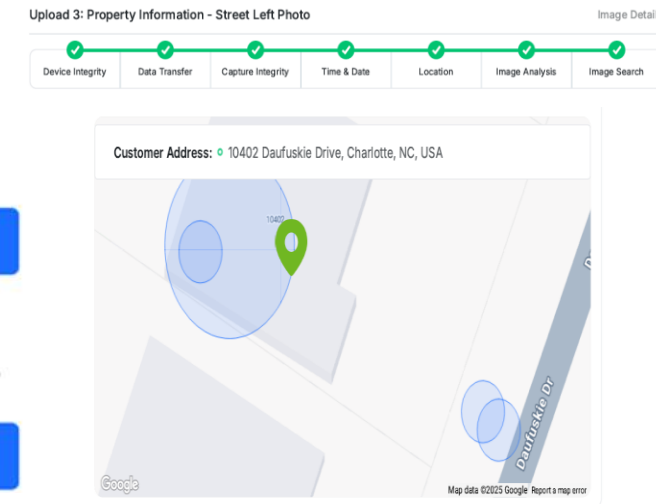 Upload 3: Property Information - Street Left Photo
Image Detail
Device Integrity
Data Transfer
Capture Integrity
Time & Date
Location
Image Analysis
Image Search
Customer Address: 10402 Daufuskie Drive, Charlotte, NC, USA
10402
D
Daufuskie Dr
Google
Map data ©2025 Google Report a map error